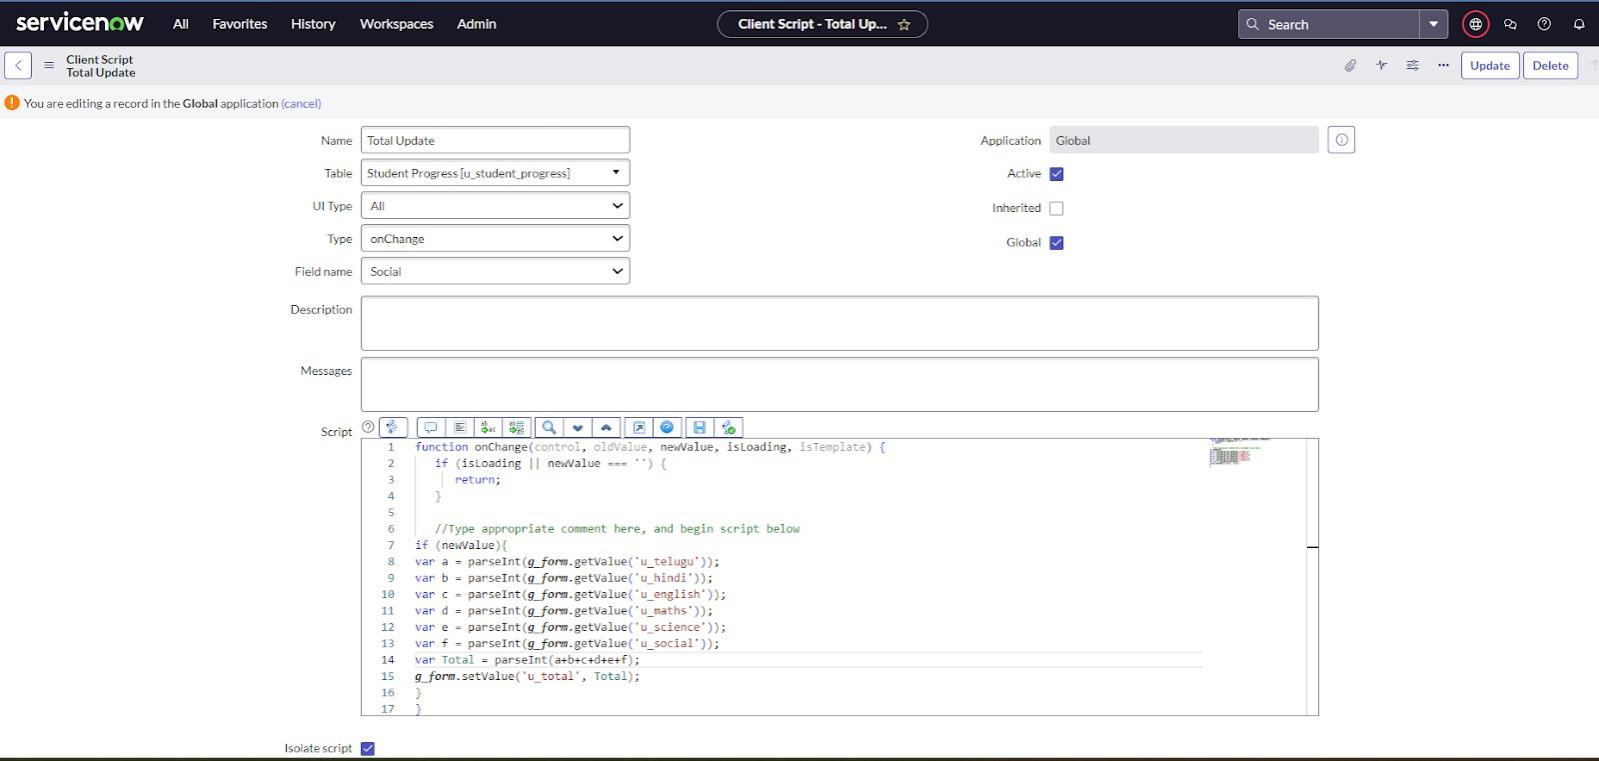 servicenow All Favorites History Workspaces Admin Client Script - Total Up... Search
Client Script
Total Update
Update Delete
You are editing a record in the Global application (cancel)
Name Total Update
Application Global
Table Student Progress [u_student_progress]
Active
UI Type All
Inherited
Type onChange
Global
Field name Social
Description
Messages
Script
1 function onChange(control, oldValue, newValue, isLoading, isTemplate) {
2 if (isLoading || newValue === '') {
3 return;
4 }
5
6 //Type appropriate comment here, and begin script below
7 if (newValue){
8 var a = parseInt(g_form.getValue('u_telugu'));
9 var b = parseInt(g_form.getValue('u_hindi'));
10 var c = parseInt(g_form.getValue('u_english'));
11 var d = parseInt(g_form.getValue('u_maths'));
12 var e = parseInt(g_form.getValue('u_science'));
13 var f = parseInt(g_form.getValue('u_social'));
14 var Total = parseInt(a+b+c+d+e+f);
15 g_form.setValue('u_total', Total);
16 }
17 }
Isolate script